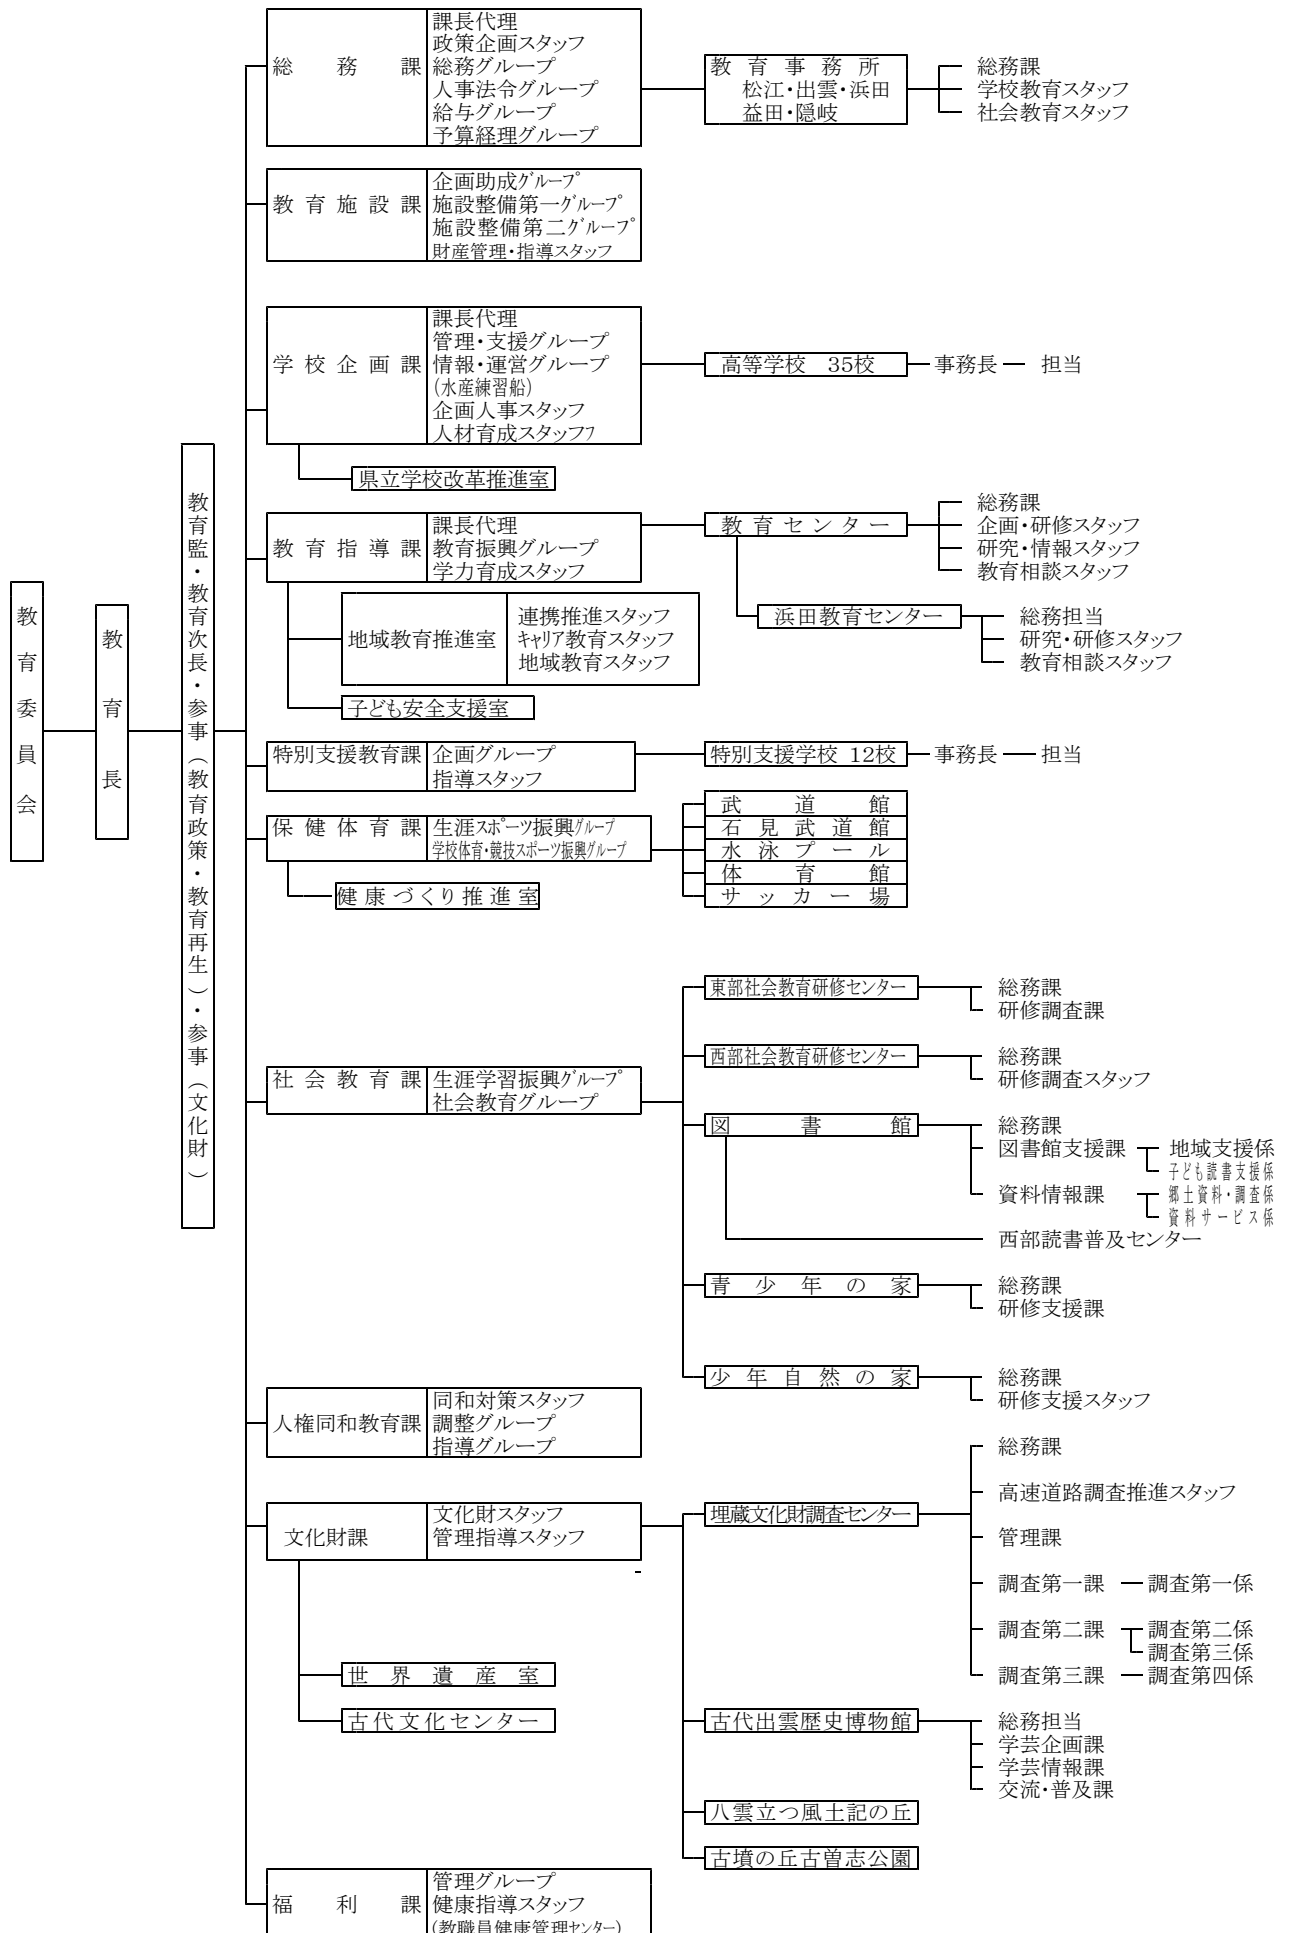 教育委員会
教育長
教育監・教育次長・参事（教育政策・教育再生）・参事（文化財）
総務課
課長代理
政策企画スタッフ
総務グループ
人事法令グループ
給与グループ
予算経理グループ
教育事務所
松江・出雲・浜田
益田・隠岐
総務課
学校教育スタッフ
社会教育スタッフ
教育施設課
企画助成グループ
施設整備第一グループ
施設整備第二グループ
財産管理・指導スタッフ
学校企画課
課長代理
管理・支援グループ
情報・運営グループ
(水産練習船)
企画人事スタッフ
人材育成スタッフﾌ
高等学校 35校
事務長
担当
県立学校改革推進室
教育指導課
課長代理
教育振興グループ
学力育成スタッフ
教育センター
総務課
企画・研修スタッフ
研究・情報スタッフ
教育相談スタッフ
浜田教育センター
総務担当
研究・研修スタッフ
教育相談スタッフ
地域教育推進室
連携推進スタッフ
キャリア教育スタッフ
地域教育スタッフ
子ども安全支援室
特別支援教育課
企画グループ
指導スタッフ
特別支援学校 12校
事務長
担当
保健体育課
生涯スポーツ振興グループ
学校体育・競技スポーツ振興グループ
武道館
石見武道館
水泳プール
体育館
サッカー場
健康づくり推進室
社会教育課
生涯学習振興グループ
社会教育グループ
東部社会教育研修センター
総務課
研修調査課
西部社会教育研修センター
総務課
研修調査スタッフ
図書館
総務課
図書館支援課
地域支援係
子ども読書支援係
資料情報課
郷土資料・調査係
資料サービス係
西部読書普及センター
青少年の家
総務課
研修支援課
少年自然の家
総務課
研修支援スタッフ
人権同和教育課
同和対策スタッフ
調整グループ
指導グループ
文化財課
文化財スタッフ
管理指導スタッフ
埋蔵文化財調査センター
総務課
高速道路調査推進スタッフ
管理課
調査第一課
調査第一係
調査第二課
調査第二係
調査第三係
調査第三課
調査第四係
世界遺産室
古代文化センター
古代出雲歴史博物館
総務担当
学芸企画課
学芸情報課
交流・普及課
八雲立つ風土記の丘
古墳の丘古曽志公園
福利課
管理グループ
健康指導スタッフ
(教職員健康管理センター)